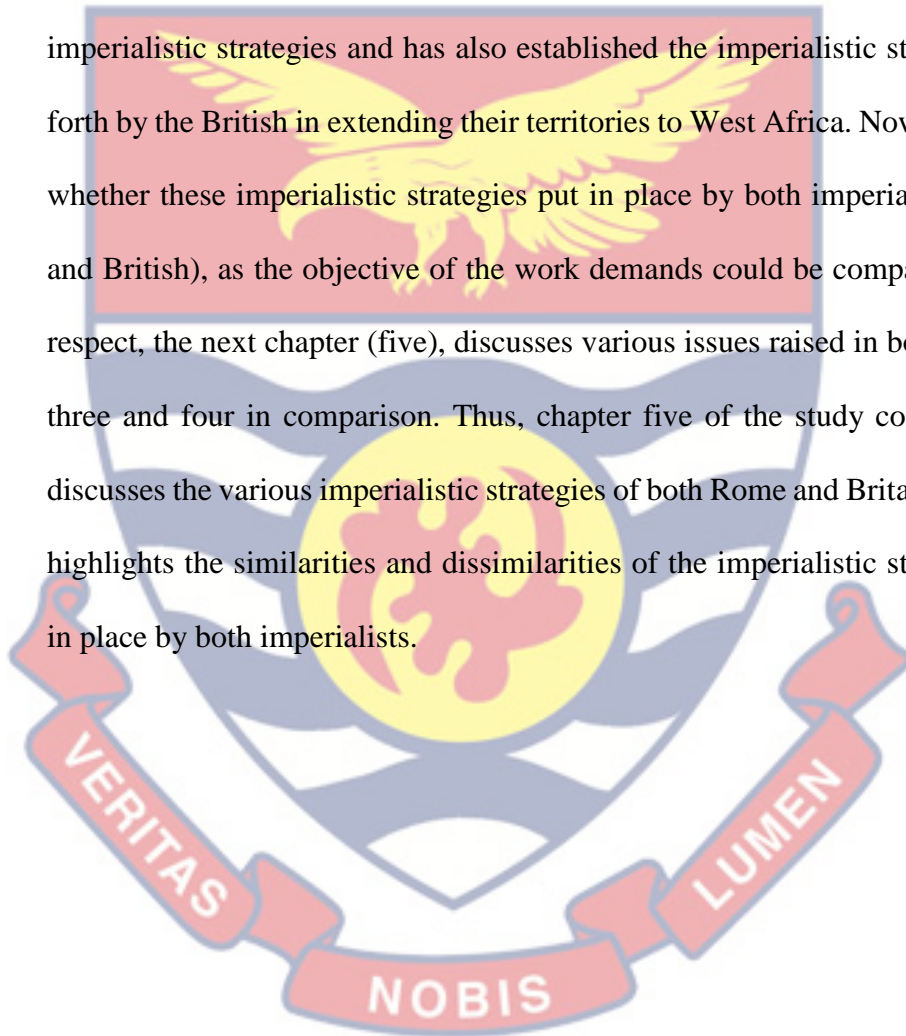 imperialistic strategies and has also established the imperialistic st
forth by the British in extending their territories to West Africa. Nov
whether these imperialistic strategies put in place by both imperia
and British), as the objective of the work demands could be compa
respect, the next chapter (five), discusses various issues raised in bo
three and four in comparison. Thus, chapter five of the study co
discusses the various imperialistic strategies of both Rome and Brita
highlights the similarities and dissimilarities of the imperialistic st
in place by both imperialists.
VERITAS
NOBIS
LUMEN